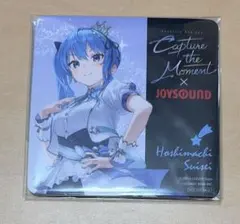 Capture
the
Moment
×
JOYSOUND
Hoshimachi
Suisei